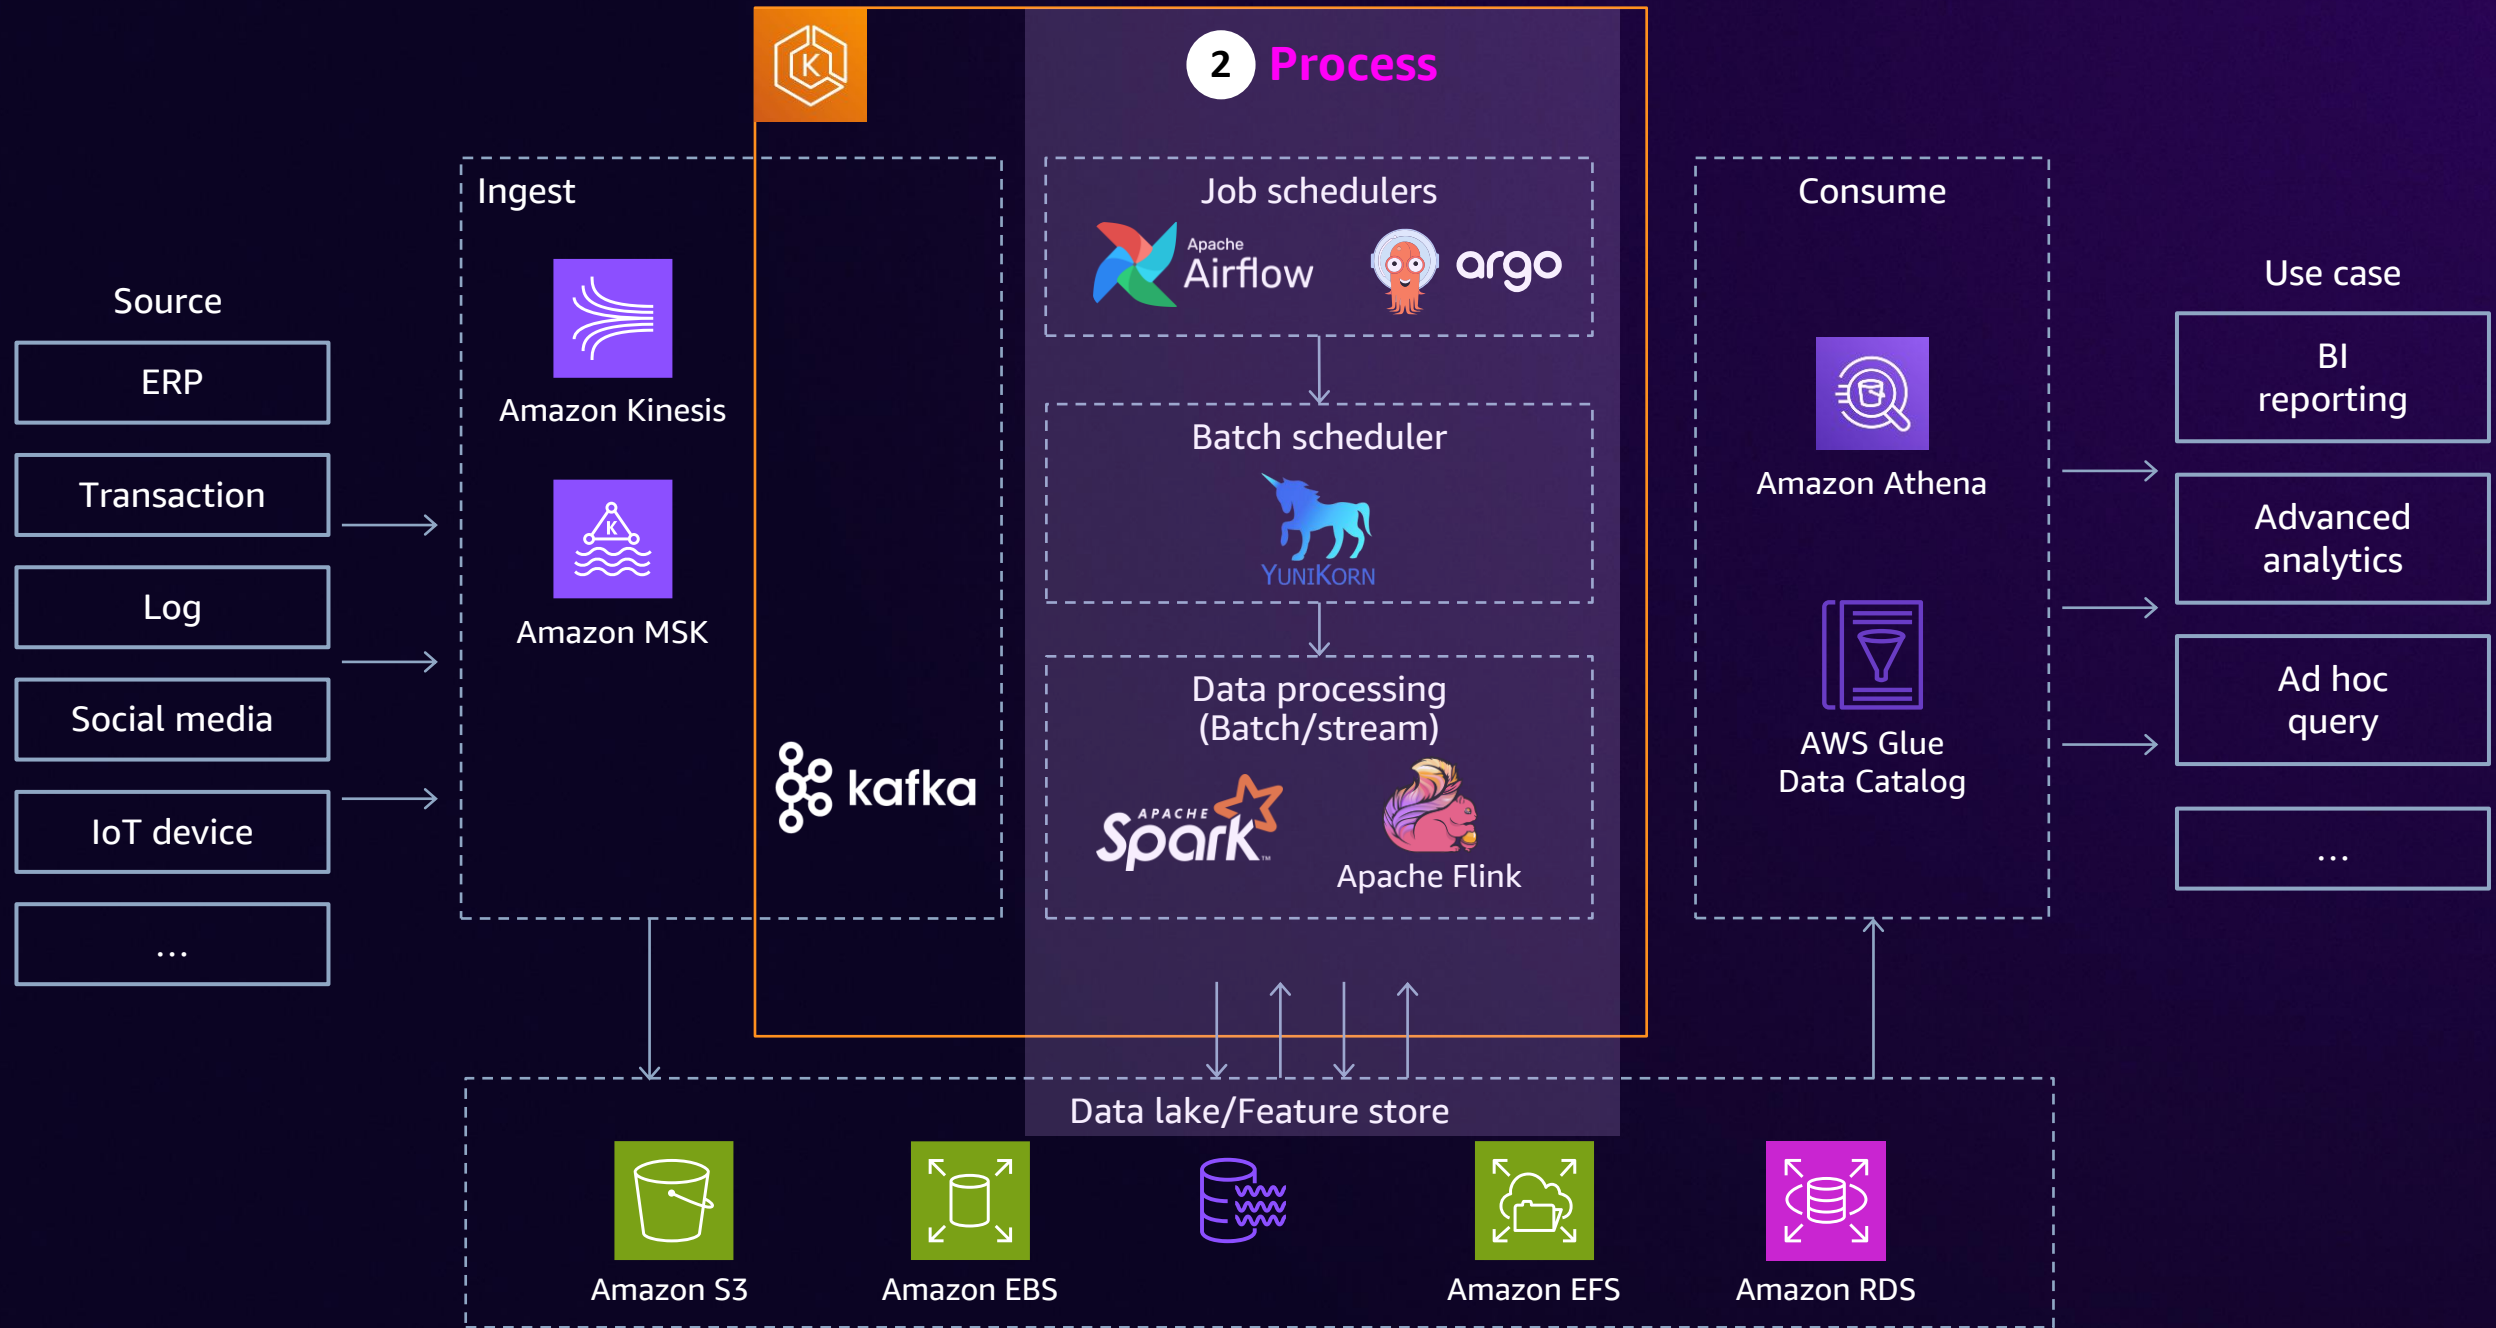 K
2 Process
Source
ERP
Transaction
Log
Social media
IoT device
...
Ingest
Amazon Kinesis
K
Amazon MSK
kafka
Job schedulers
Apache
Airflow
argo
Batch scheduler
YUNIKORN
Data processing
(Batch/stream)
APACHE
Spark™
Apache Flink
Consume
Amazon Athena
AWS Glue
Data Catalog
Use case
BI
reporting
Advanced
analytics
Ad hoc
query
...
Data lake/Feature store
Amazon S3
Amazon EBS
Amazon EFS
Amazon RDS